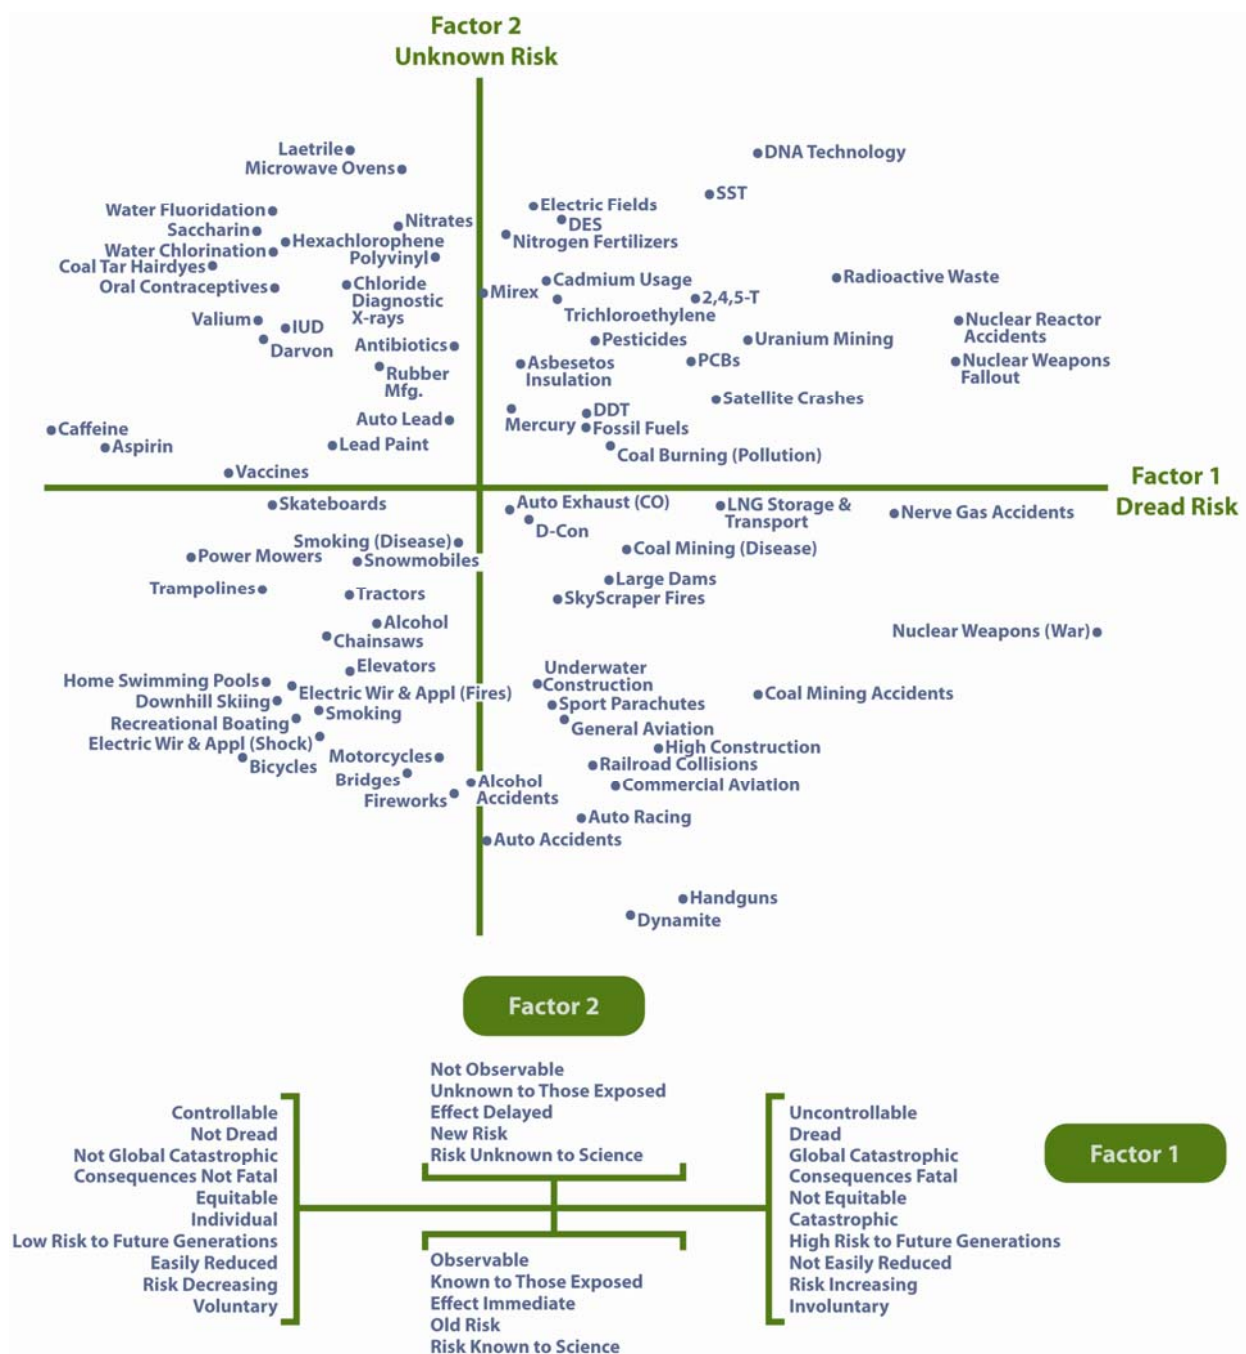 Factor 2
Unknown Risk
Laetrile
Microwave Ovens
DNA Technology
SST
Water Fluoridation
Saccharin
Water Chlorination
Coal Tar Hairdyes
Oral Contraceptives
Nitrates
Hexachlorophene
Polyvinyl
Chloride
Diagnostic
X-rays
Valium
IUD
Darvon
Antibiotics
Rubber
Mfg.
Auto Lead
Lead Paint
Caffeine
Aspirin
Vaccines
Electric Fields
DES
Nitrogen Fertilizers
Cadmium Usage
Mirex
2,4,5-T
Trichloroethylene
Radioactive Waste
Pesticides
Uranium Mining
Nuclear Reactor
Accidents
Asbesetos
Insulation
PCBs
Nuclear Weapons
Fallout
Satellite Crashes
Mercury
DDT
Fossil Fuels
Coal Burning (Pollution)
Factor 1
Dread Risk
Skateboards
Smoking (Disease)
Power Mowers
Snowmobiles
Trampolines
Tractors
Alcohol
Chainsaws
Elevators
Home Swimming Pools
Electric Wir & Appl (Fires)
Downhill Skiing
Smoking
Recreational Boating
Electric Wir & Appl (Shock)
Bicycles
Motorcycles
Bridges
Fireworks
Alcohol
Accidents
Auto Exhaust (CO)
D-Con
LNG Storage &
Transport
Nerve Gas Accidents
Coal Mining (Disease)
Large Dams
SkyScraper Fires
Nuclear Weapons (War)
Underwater
Construction
Coal Mining Accidents
Sport Parachutes
General Aviation
High Construction
Railroad Collisions
Commercial Aviation
Auto Racing
Auto Accidents
Handguns
Dynamite
Factor 2
Not Observable
Unknown to Those Exposed
Effect Delayed
New Risk
Risk Unknown to Science
Controllable
Not Dread
Not Global Catastrophic
Consequences Not Fatal
Equitable
Individual
Low Risk to Future Generations
Easily Reduced
Risk Decreasing
Voluntary
Uncontrollable
Dread
Global Catastrophic
Consequences Fatal
Not Equitable
Catastrophic
High Risk to Future Generations
Not Easily Reduced
Risk Increasing
Involuntary
Factor 1
Observable
Known to Those Exposed
Effect Immediate
Old Risk
Risk Known to Science